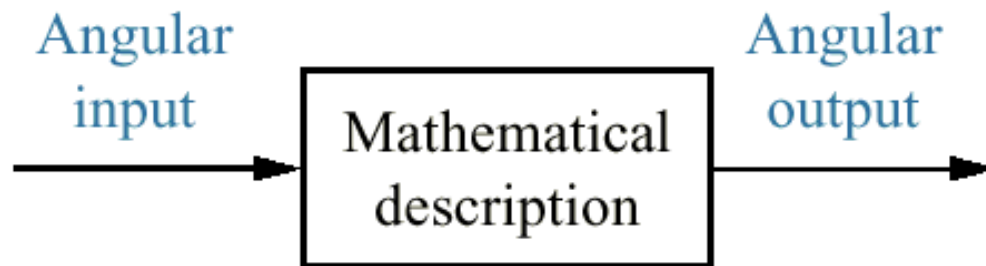 Angular
input
Mathematical
description
Angular
output